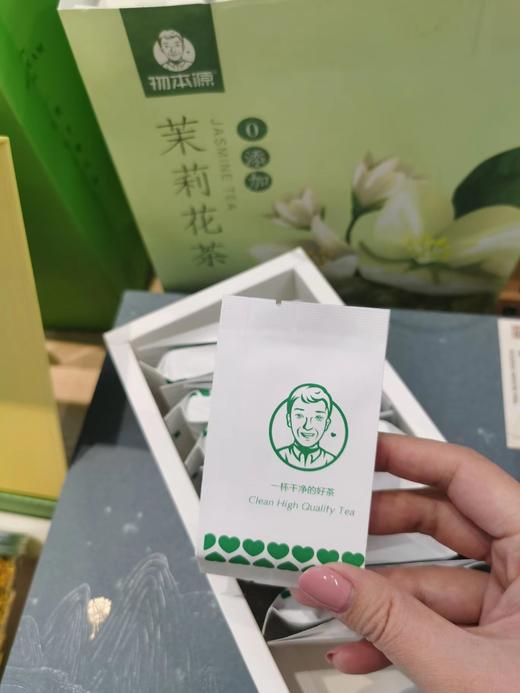 物本源
茉莉花茶
JASMINE TEA
0添加
一杯干净的好茶
Clean High Quality Tea